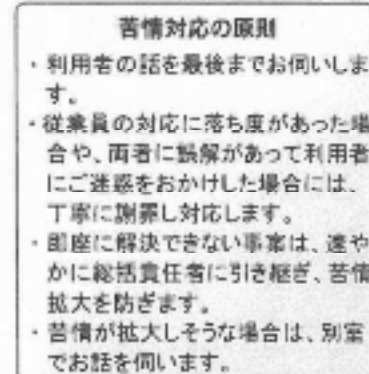 苦情対応の原則
・利用者の話を最後までお伺いしま
す。
・従業員の対応に落ち度があった場
合や、両者に誤解があって利用者
にご迷惑をおかけした場合には、
丁寧に謝罪し対応します。
・即座に解決できない事案は、速や
かに総括責任者に引き継ぎ、苦情
拡大を防ぎます。
・苦情が拡大しそうな場合は、別室
でお話を伺います。